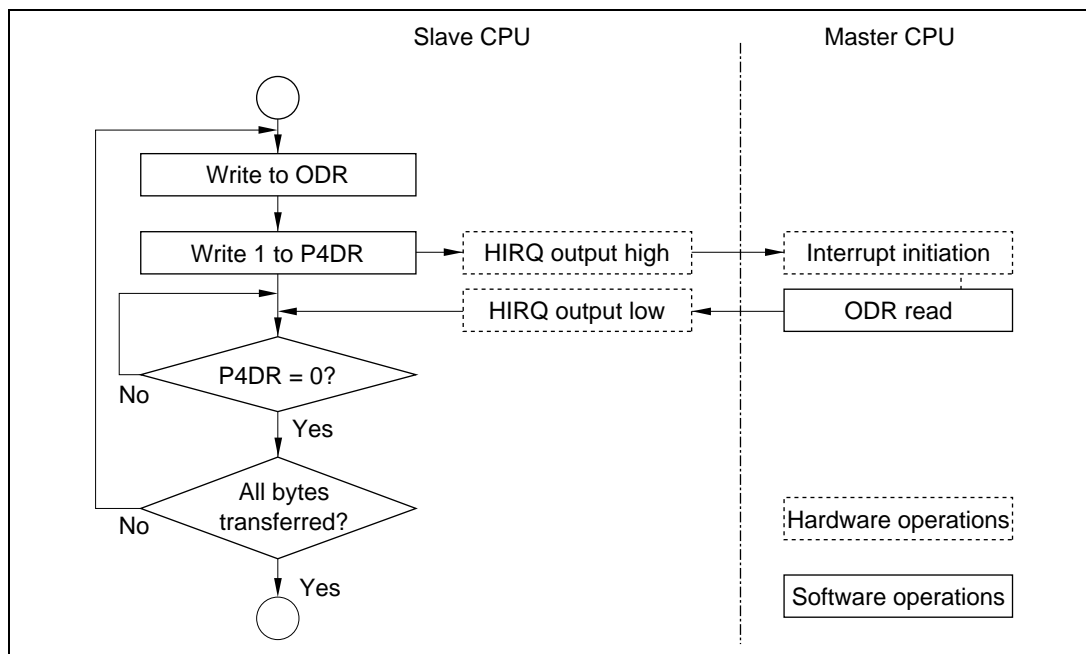 Slave CPU
Master CPU
Write to ODR
Write 1 to P4DR
HIRQ output high
Interrupt initiation
HIRQ output low
ODR read
P4DR = 0?
No
Yes
All bytes
transferred?
No
Yes
Hardware operations
Software operations